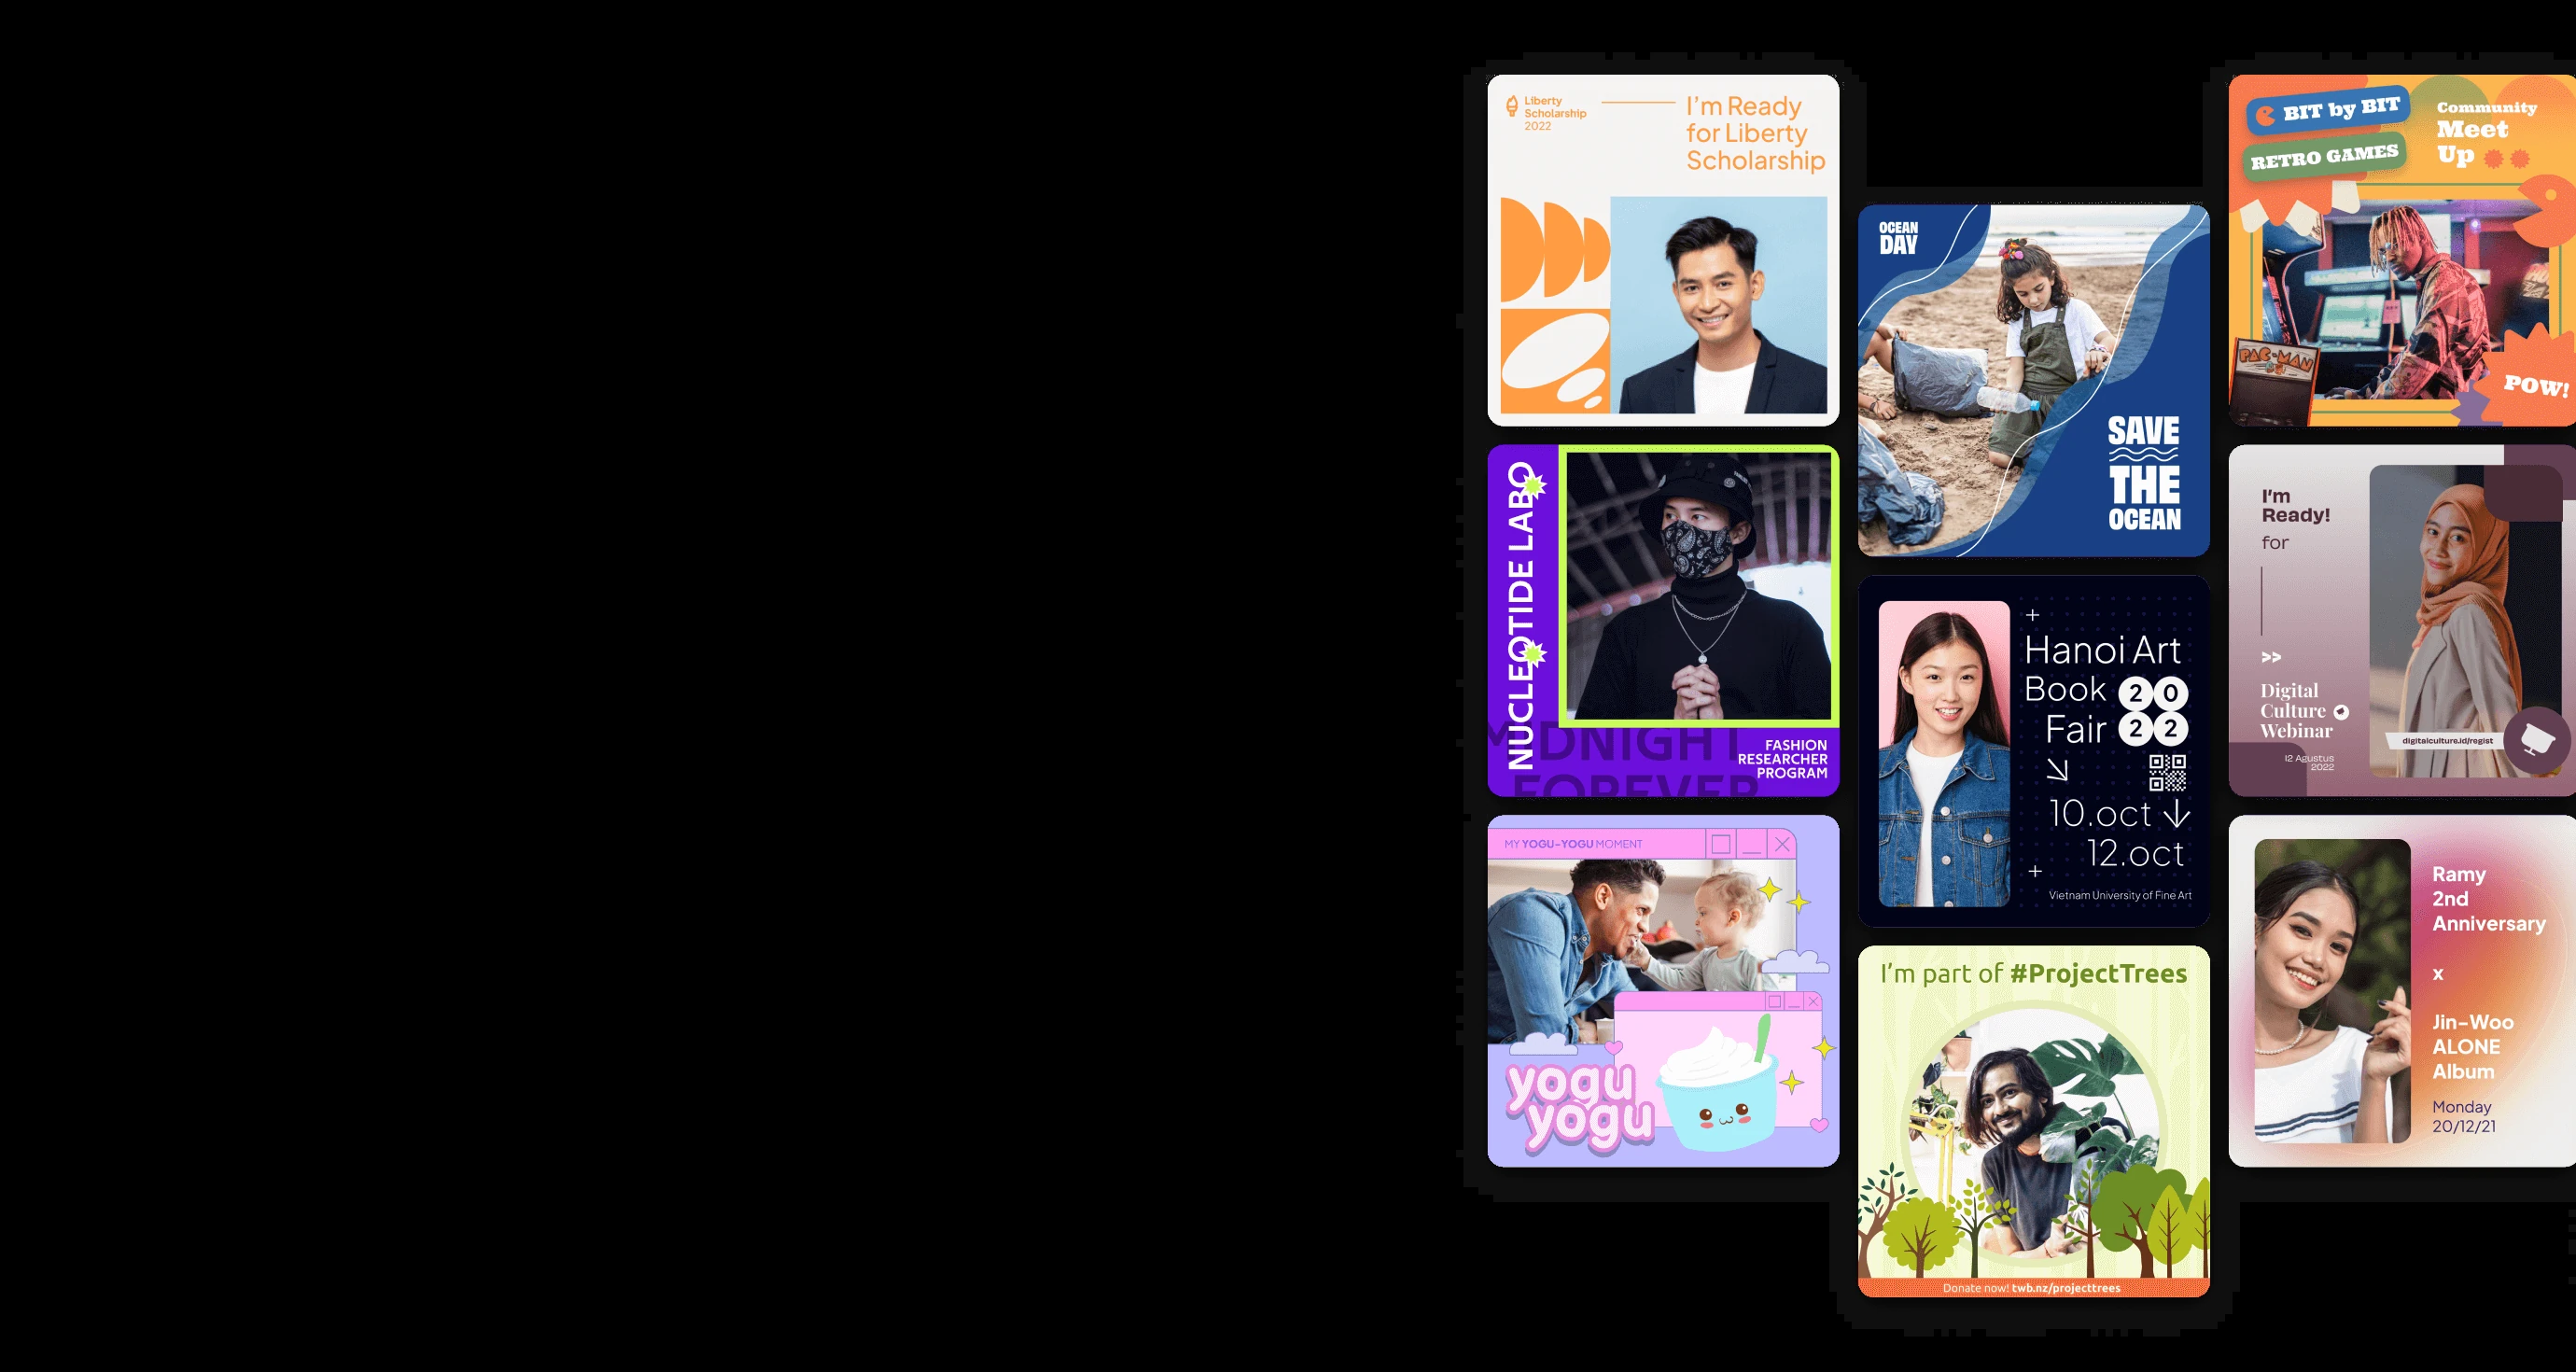 Liberty
Scholarship
2022
I'm Ready
for Liberty
Scholarship
NUCLEOTIDE LABO
MIDNIGHT
FOREVER
FASHION
RESEARCHER
PROGRAM
MY YOGU-YOGU MOMENT
yogu
yogu
OCEAN
DAY
SAVE
THE
OCEAN
Hanoi Art
Book 20
Fair 22
10.oct
12.oct
Vietnam University of Fine Art
I'm part of #ProjectTrees
Donate now! twb.nz/projecttrees
BIT by BIT
RETRO GAMES
Community
Meet
Up
PAC-MAN
POW!
I'm
Ready!
for
>>
Digital
Culture
Webinar
12 Agustus
2022
digitalculture.id/regist
Ramy
2nd
Anniversary
x
Jin-Woo
ALONE
Album
Monday
20/12/21